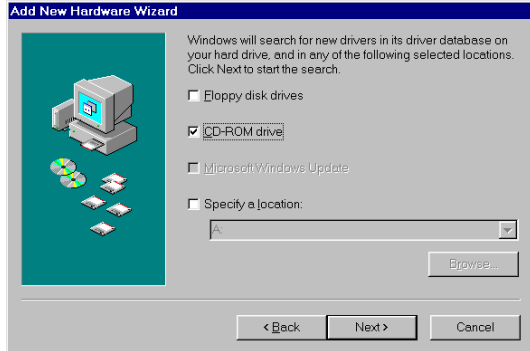 Add New Hardware Wizard
Windows will search for new drivers in its driver database on
your hard drive, and in any of the following selected locations.
Click Next to start the search.
Floppy disk drives
CD-ROM drive
Microsoft Windows Update
Specify a location:
A:
Browse...
< Back
Next >
Cancel